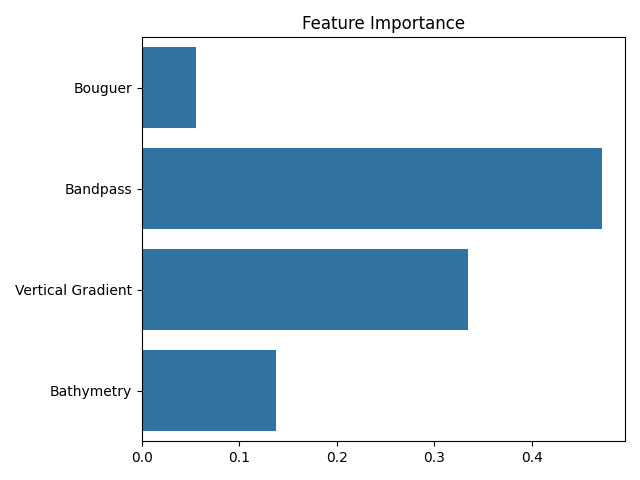 Feature Importance
Bouguer
Bandpass
Vertical Gradient
Bathymetry
0.0 0.1 0.2 0.3 0.4